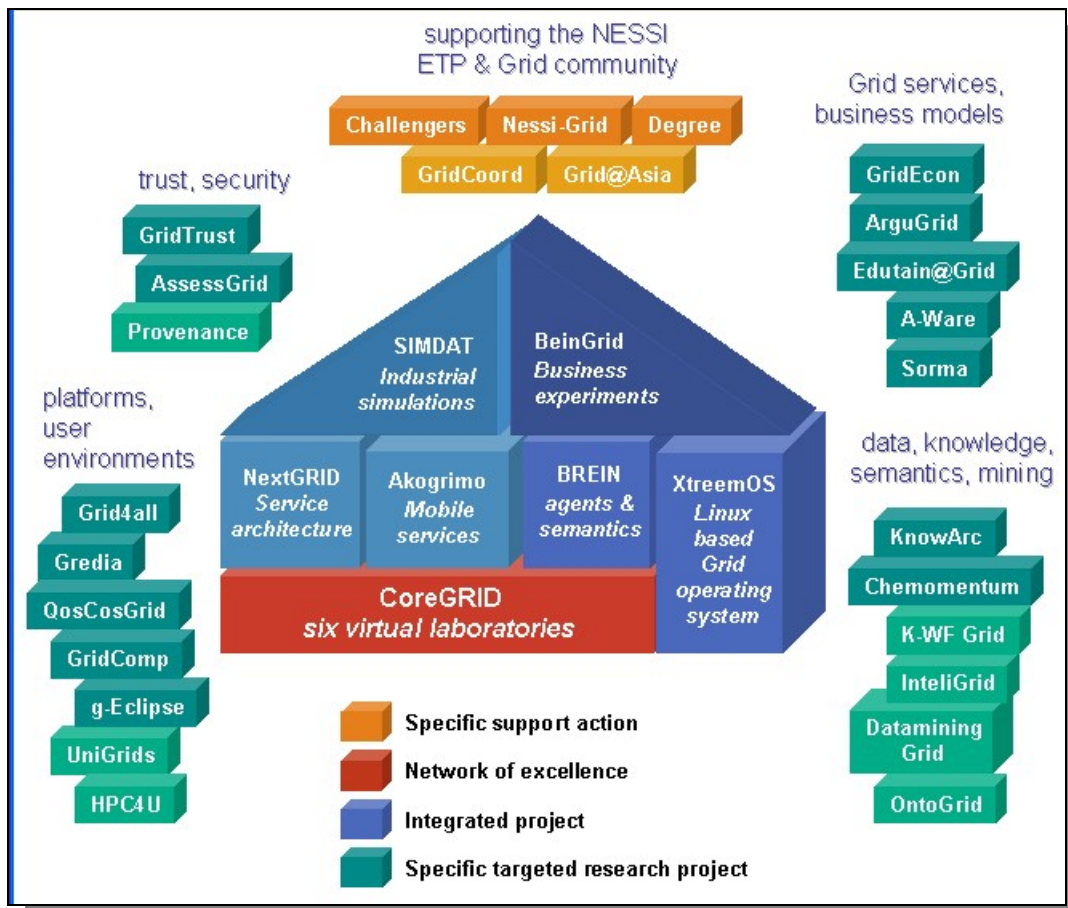 supporting the NESSI
ETP & Grid community
Challengers
Nessi-Grid
Degree
GridCoord
Grid@Asia
trust, security
GridTrust
AssessGrid
Provenance
Grid services,
business models
GridEcon
ArguGrid
Edutain@Grid
A-Ware
Sorma
SIMDAT
Industrial
simulations
BeinGrid
Business
experiments
platforms,
user
environments
Grid4all
Gredia
QosCosGrid
GridComp
g-Eclipse
UniGrids
HPC4U
NextGRID
Service
architecture
Akogrimo
Mobile
services
BREIN
agents &
semantics
XtreemOS
Linux
based
Grid
operating
system
CoreGRID
six virtual laboratories
data, knowledge,
semantics, mining
KnowArc
Chemomentum
K-WF Grid
InteliGrid
Datamining
Grid
OntoGrid
Specific support action
Network of excellence
Integrated project
Specific targeted research project